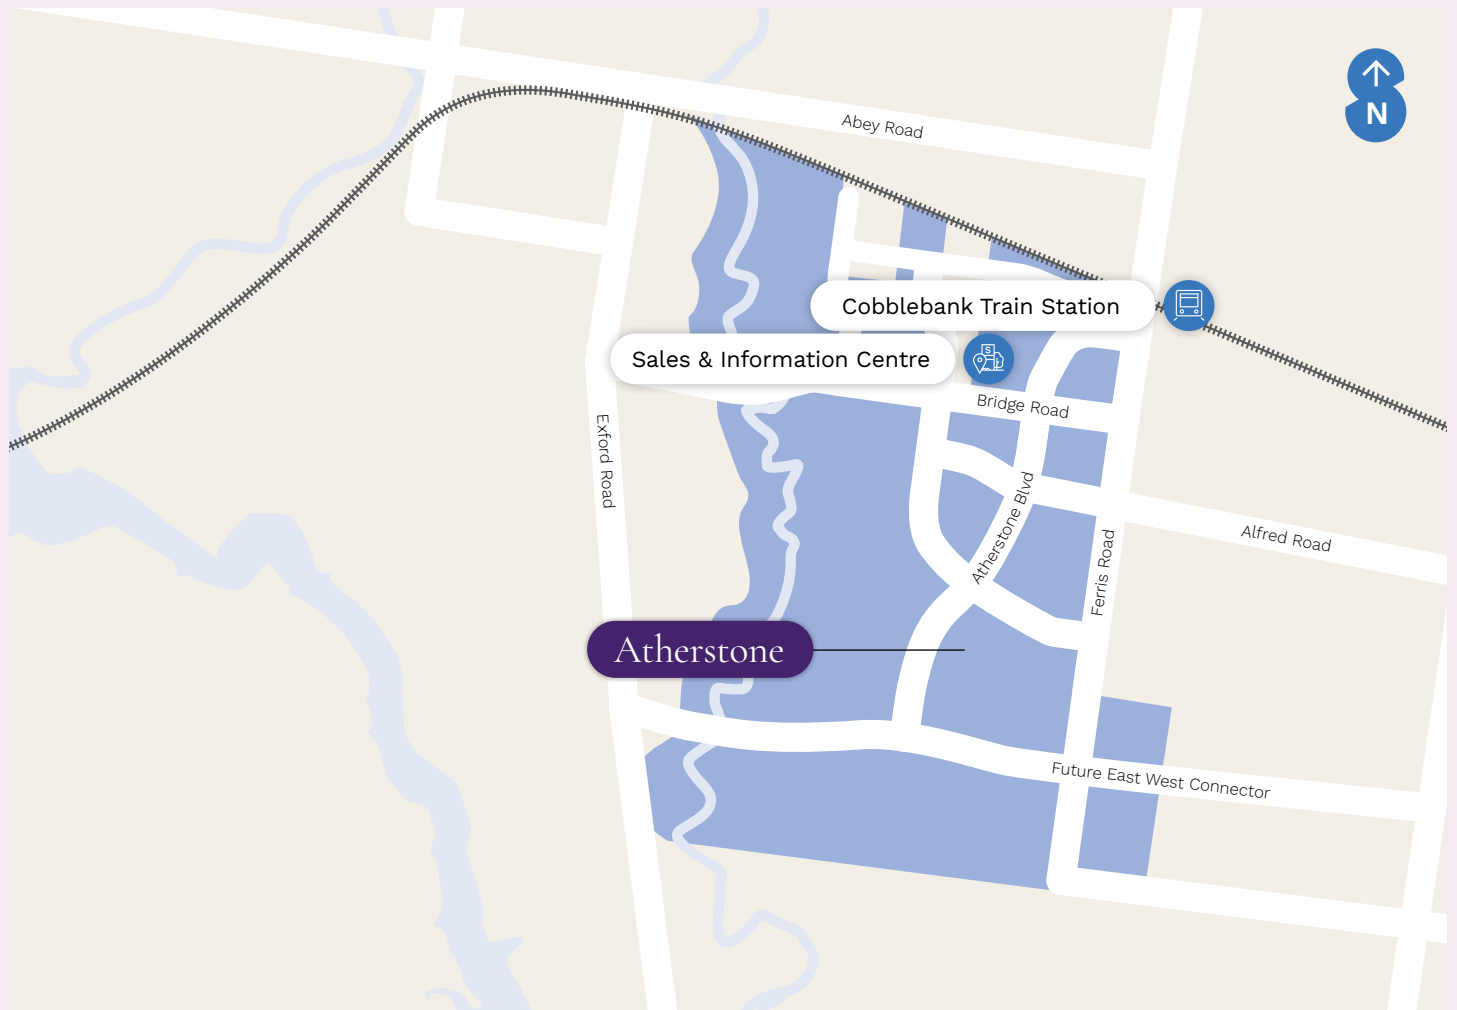 N
Abey Road
Cobblebank Train Station
Sales & Information Centre
S
Bridge Road
Exford Road
Atherstone Blvd
Alfred Road
Ferris Road
Atherstone
Future East West Connector